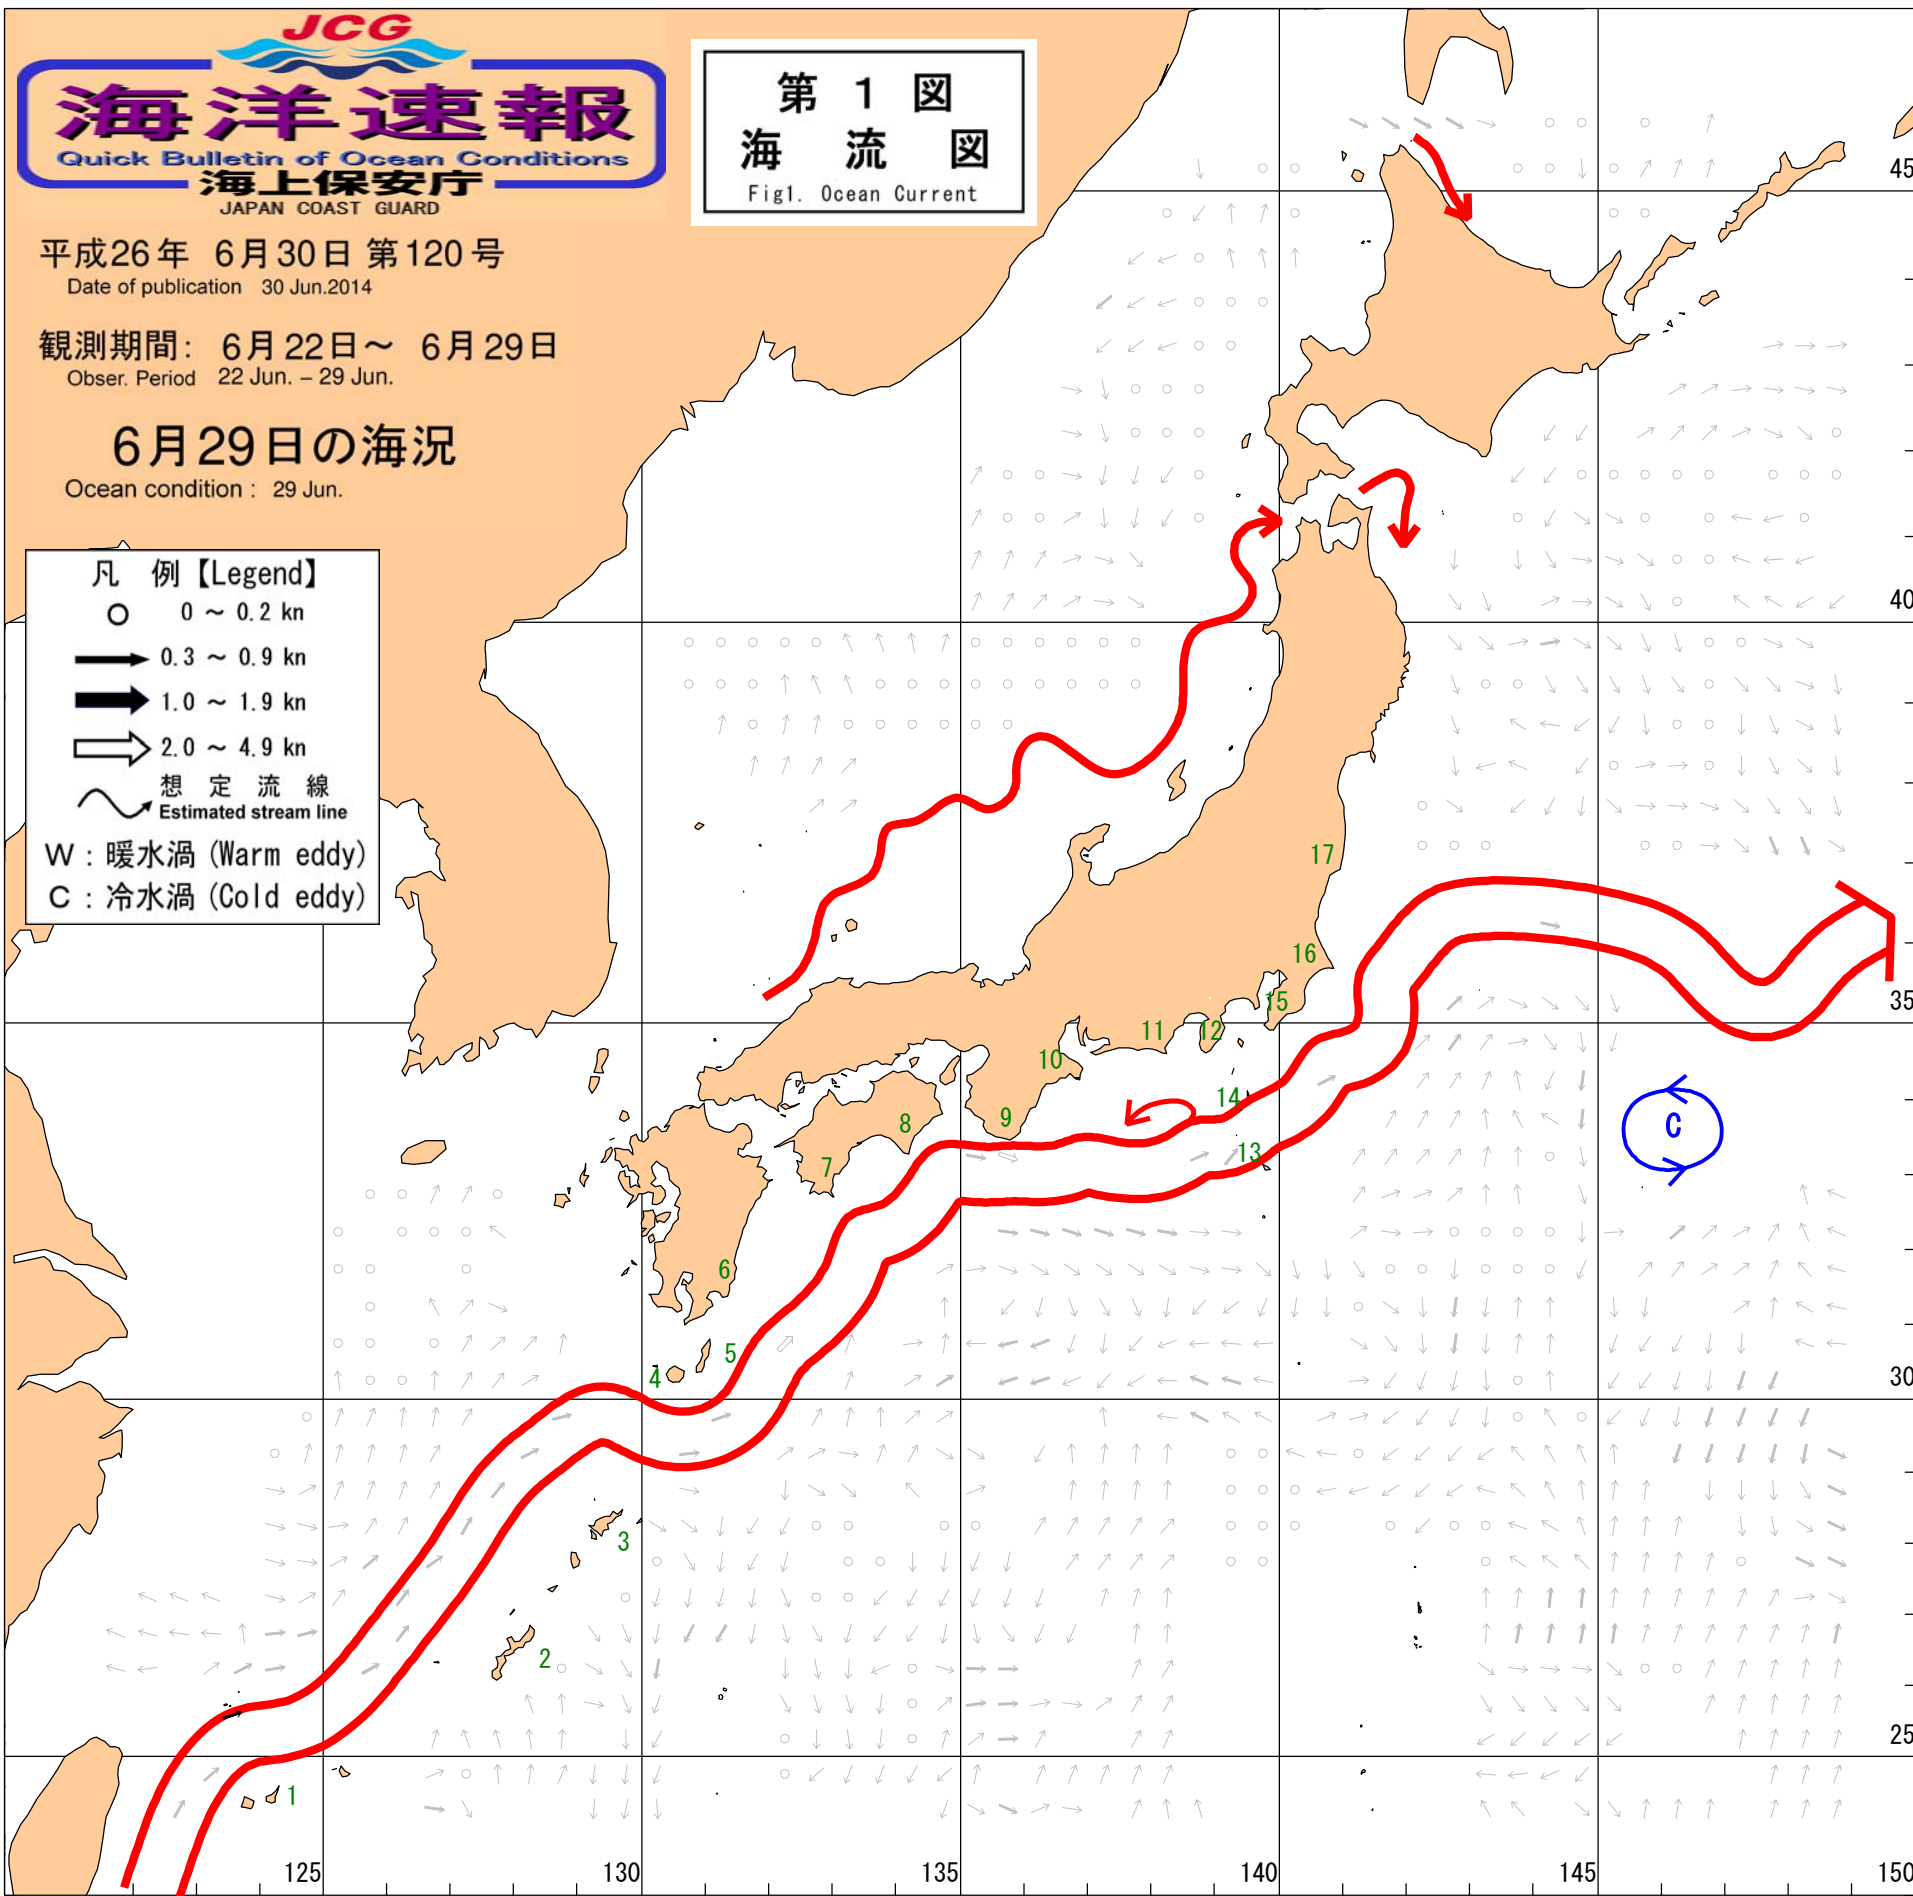 JCG
海洋速報
Quick Bulletin of Ocean Conditions
海上保安庁
JAPAN COAST GUARD
平成26年 6月30日 第120号
Date of publication 30 Jun.2014
観測期間: 6月22日～ 6月29日
Obser. Period 22 Jun. – 29 Jun.
6月29日の海況
Ocean condition : 29 Jun.
第 1 図
海 流 図
Fig1. Ocean Current
凡 例【Legend】
0 ～ 0.2 kn
0.3 ～ 0.9 kn
1.0 ～ 1.9 kn
2.0 ～ 4.9 kn
想 定 流 線
Estimated stream line
W : 暖水渦 (Warm eddy)
C : 冷水渦 (Cold eddy)
45
40
17
16
35
15
12
11
10
14
9
8
C
13
7
6
5
4
30
3
2
25
1
125
130
135
140
145
150